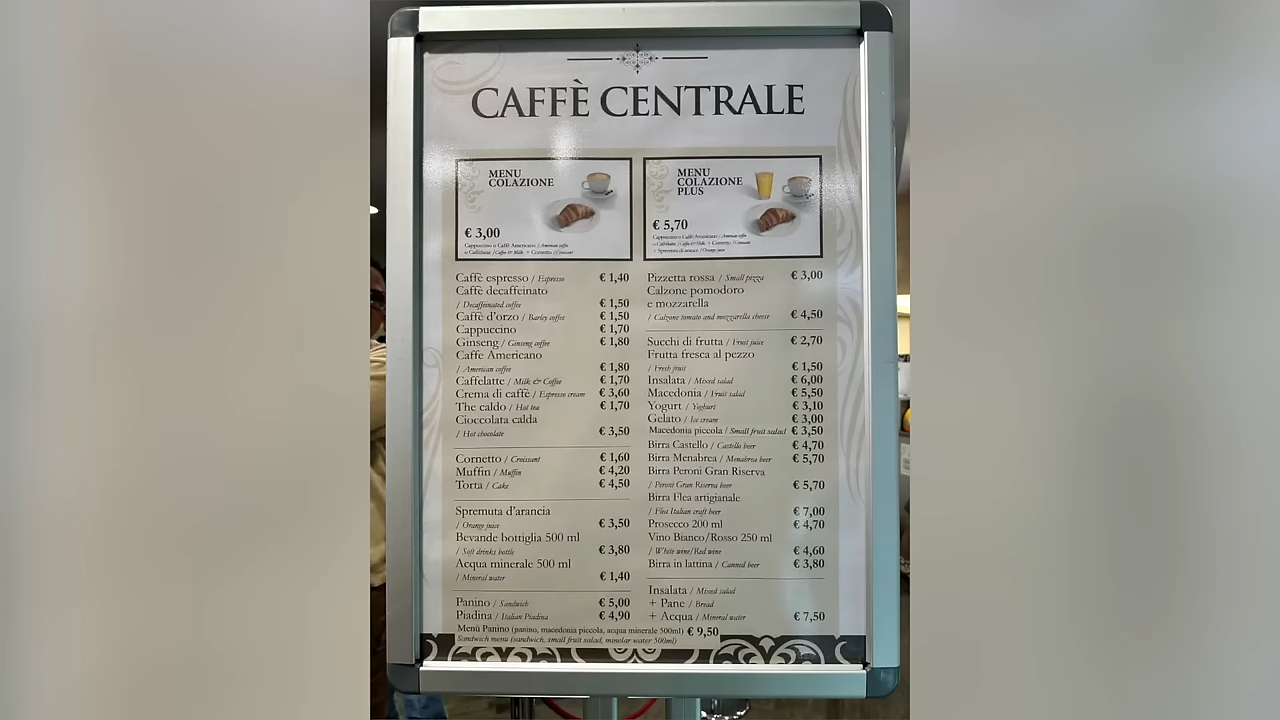 CAFFÈ CENTRALE
MENU
COLAZIONE
€ 3,00
Cappuccino o Caffè Americano / American coffee
o Caffelatte / Caffe & Milk + Cornetto / Croissant
MENU
COLAZIONE
PLUS
€ 5,70
Cappuccino o Caffè Americano / American coffee
o Caffelatte / Caffe & Milk + Cornetto / Croissant
+ Spremuta di arance / Orange juice
Caffè espresso / Espresso € 1,40
Caffè decaffeinato
/ Decaffeinated coffee € 1,50
Caffè d'orzo / Barley coffee € 1,50
Cappuccino € 1,70
Ginseng / Ginseng coffee € 1,80
Caffè Americano
/ American coffee € 1,80
Caffelatte / Milk & Coffee € 1,70
Crema di caffè / Espresso cream € 3,60
The caldo / Hot tea € 1,70
Cioccolata calda
/ Hot chocolate € 3,50
Cornetto / Croissant € 1,60
Muffin / Muffin € 4,20
Torta / Cake € 4,50
Spremuta d'arancia
/ Orange juice € 3,50
Bevande bottiglia 500 ml
/ Soft drinks bottle € 3,80
Acqua minerale 500 ml
/ Mineral water € 1,40
Panino / Sandwich € 5,00
Piadina / Italian Piadina € 4,90
Menù Panino (panino, macedonia piccola, acqua minerale 500ml) € 9,50
Sandwich menu (sandwich, small fruit salad, minelar water 500ml)
Pizzetta rossa / Small pizza € 3,00
Calzone pomodoro
e mozzarella
/ Calzone tomato and mozzarella cheese € 4,50
Succhi di frutta / Fruit juice € 2,70
Frutta fresca al pezzo
/ Fresh fruit € 1,50
Insalata / Mixed salad € 6,00
Macedonia / Fruit salad € 5,50
Yogurt / Yoghurt € 3,10
Gelato / Ice cream € 3,00
Macedonia piccola / Small fruit salad € 3,50
Birra Castello / Castello beer € 4,70
Birra Menabrea / Menabrea beer € 5,70
Birra Peroni Gran Riserva
/ Peroni Gran Riserva beer € 5,70
Birra Flea artigianale
/ Flea Italian craft beer € 7,00
Prosecco 200 ml € 4,70
Vino Bianco/Rosso 250 ml
/ White wine/Red wine € 4,60
Birra in lattina / Canned beer € 3,80
Insalata / Mixed salad
+ Pane / Bread
+ Acqua / Mineral water € 7,50